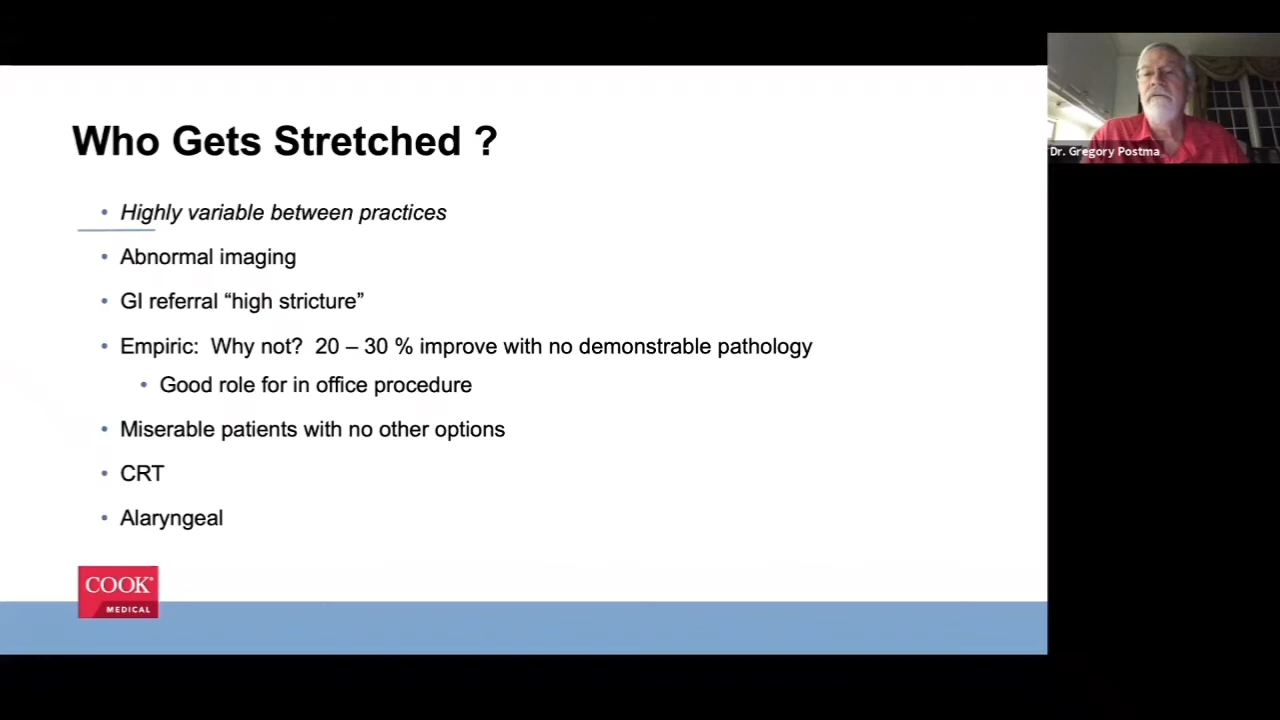 Who Gets Stretched ?
• Highly variable between practices
• Abnormal imaging
• GI referral “high stricture”
• Empiric:  Why not?  20 – 30 % improve with no demonstrable pathology
• Good role for in office procedure
• Miserable patients with no other options
• CRT
• Alaryngeal
COOK®
MEDICAL
Dr. Gregory Postma